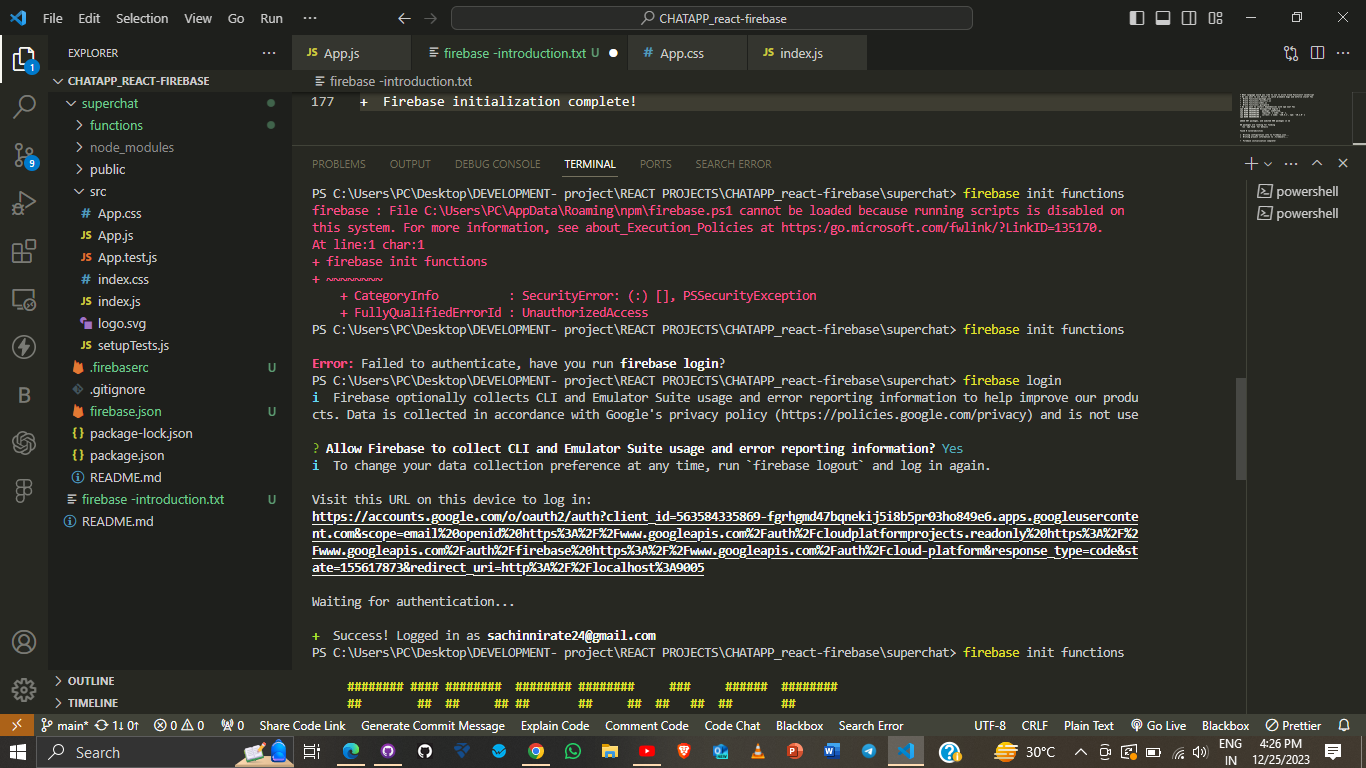 File Edit Selection View Go Run ··· CHATAPP_react-firebase
EXPLORER ···
CHATAPP_REACT-FIREBASE
superchat
functions
node_modules
public
src
# App.css
JS App.js
JS App.test.js
# index.css
JS index.js
logo.svg
JS setupTests.js
.firebaserc U
.gitignore
firebase.json U
{} package-lock.json
{} package.json
README.md
firebase -introduction.txt U
README.md
OUTLINE
TIMELINE
1
9
B
JS App.js firebase -introduction.txt U # App.css JS index.js
firebase -introduction.txt
177 + Firebase initialization complete!
PROBLEMS OUTPUT DEBUG CONSOLE TERMINAL PORTS SEARCH ERROR
powershell
powershell
PS C:\Users\PC\Desktop\DEVELOPMENT- project\REACT PROJECTS\CHATAPP_react-firebase\superchat> firebase init functions
firebase : File C:\Users\PC\AppData\Roaming\npm\firebase.ps1 cannot be loaded because running scripts is disabled on
this system. For more information, see about_Execution_Policies at https:/go.microsoft.com/fwlink/?LinkID=135170.
At line:1 char:1
+ firebase init functions
+ ~~~~~~~~
+ CategoryInfo : SecurityError: (:) [], PSSecurityException
+ FullyQualifiedErrorId : UnauthorizedAccess
PS C:\Users\PC\Desktop\DEVELOPMENT- project\REACT PROJECTS\CHATAPP_react-firebase\superchat> firebase init functions
Error: Failed to authenticate, have you run firebase login?
PS C:\Users\PC\Desktop\DEVELOPMENT- project\REACT PROJECTS\CHATAPP_react-firebase\superchat> firebase login
i Firebase optionally collects CLI and Emulator Suite usage and error reporting information to help improve our produ
cts. Data is collected in accordance with Google's privacy policy (https://policies.google.com/privacy) and is not use
? Allow Firebase to collect CLI and Emulator Suite usage and error reporting information? Yes
i To change your data collection preference at any time, run `firebase logout` and log in again.
Visit this URL on this device to log in:
https://accounts.google.com/o/oauth2/auth?client_id=563584335869-fgrhgmd47bqnekij5i8b5pr03ho849e6.apps.googleuserconte
nt.com&scope=email%20openid%20https%3A%2F%2Fwww.googleapis.com%2Fauth%2Fcloudplatformprojects.readonly%20https%3A%2F%2
Fwww.googleapis.com%2Fauth%2Ffirebase%20https%3A%2F%2Fwww.googleapis.com%2Fauth%2Fcloud-platform&response_type=code&st
ate=155617873&redirect_uri=http%3A%2F%2Flocalhost%3A9005
Waiting for authentication...
+ Success! Logged in as sachinnirate24@gmail.com
PS C:\Users\PC\Desktop\DEVELOPMENT- project\REACT PROJECTS\CHATAPP_react-firebase\superchat> firebase init functions
######## #### ######## ######## ######## ### ###### ########
## ## ## ## ## ## ## ## ## ## ##
main* 1↓ 0↑ 0 0 0 Share Code Link Generate Commit Message Explain Code Comment Code Code Chat Blackbox Search Error UTF-8 CRLF Plain Text Go Live Blackbox Prettier
Search 30°C ENG IN 4:26 PM 12/25/2023